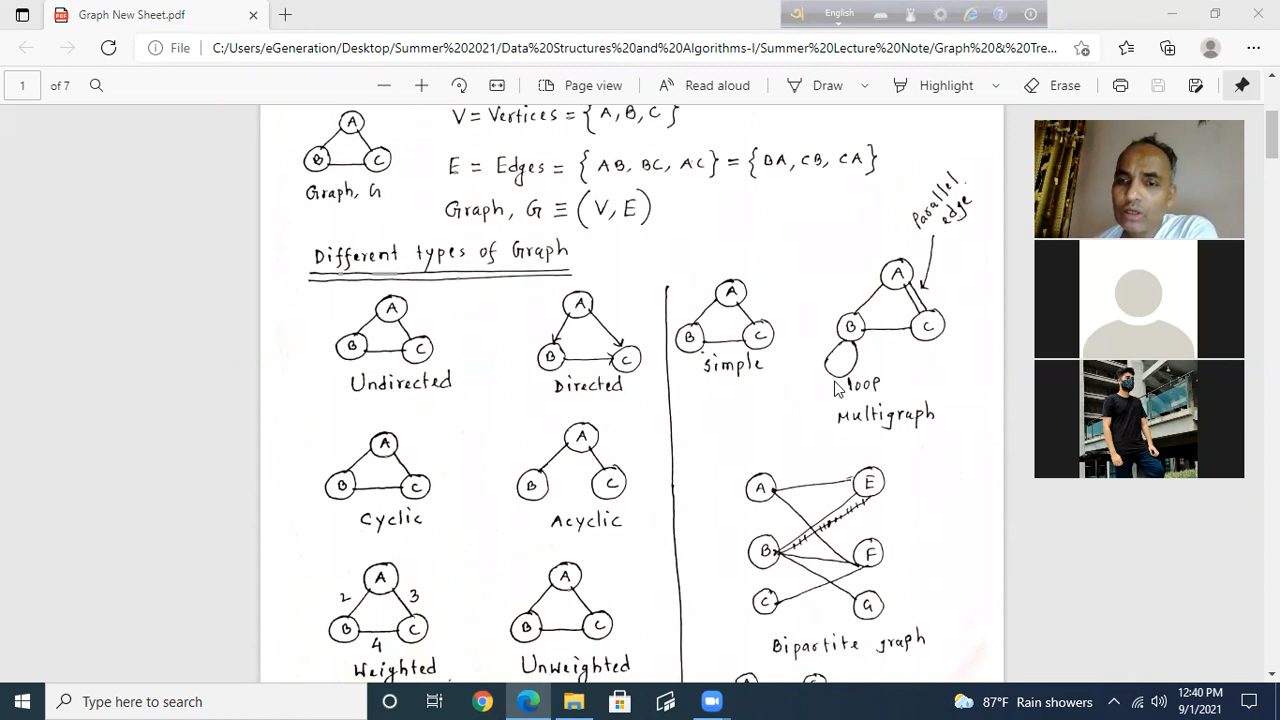 Graph New Sheet.pdf
English
File
C:/Users/eGeneration/Desktop/Summer%202021/Data%20Structures%20and%20Algorithms-I/Summer%20Lecture%20Note/Graph%20&%20Tre...
1 of 7
Page view
Read aloud
Draw
Highlight
Erase
V = Vertices = {A, B, C}
A
B C
Graph, G
E = Edges = {AB, BC, AC} = {BA, CB, CA}
Graph, G ≡ (V, E)
Different types of Graph
Parallel edge
A
B C
Undirected
A
B C
Directed
A
B C
Simple
A
B C
loop
Multigraph
A
B C
Cyclic
A
B C
Acyclic
A E
B F
C G
Bipartite graph
A
2 3
B C
4
Weighted
A
B C
Unweighted
Type here to search
87°F Rain showers
12:40 PM
9/1/2021